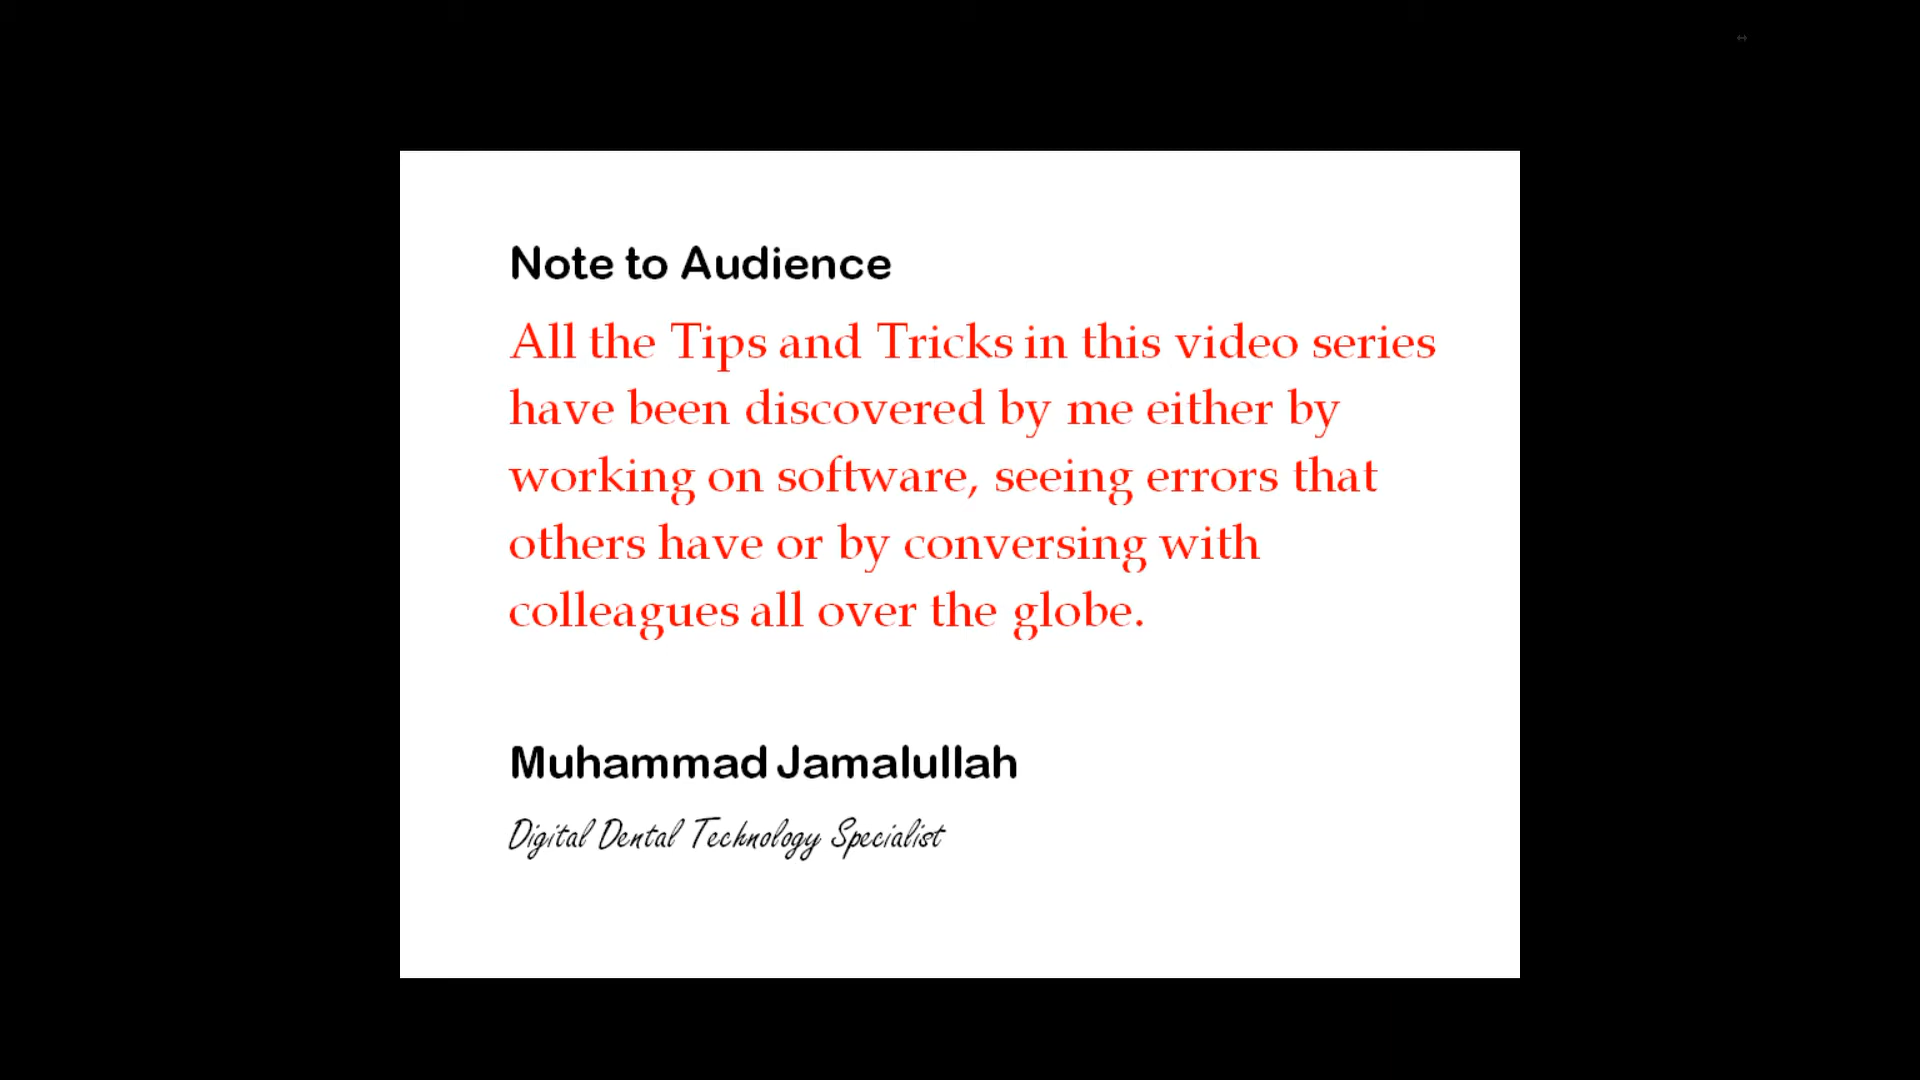 Note to Audience
All the Tips and Tricks in this video series
have been discovered by me either by
working on software, seeing errors that
others have or by conversing with
colleagues all over the globe.
Muhammad Jamalullah
Digital Dental Technology Specialist